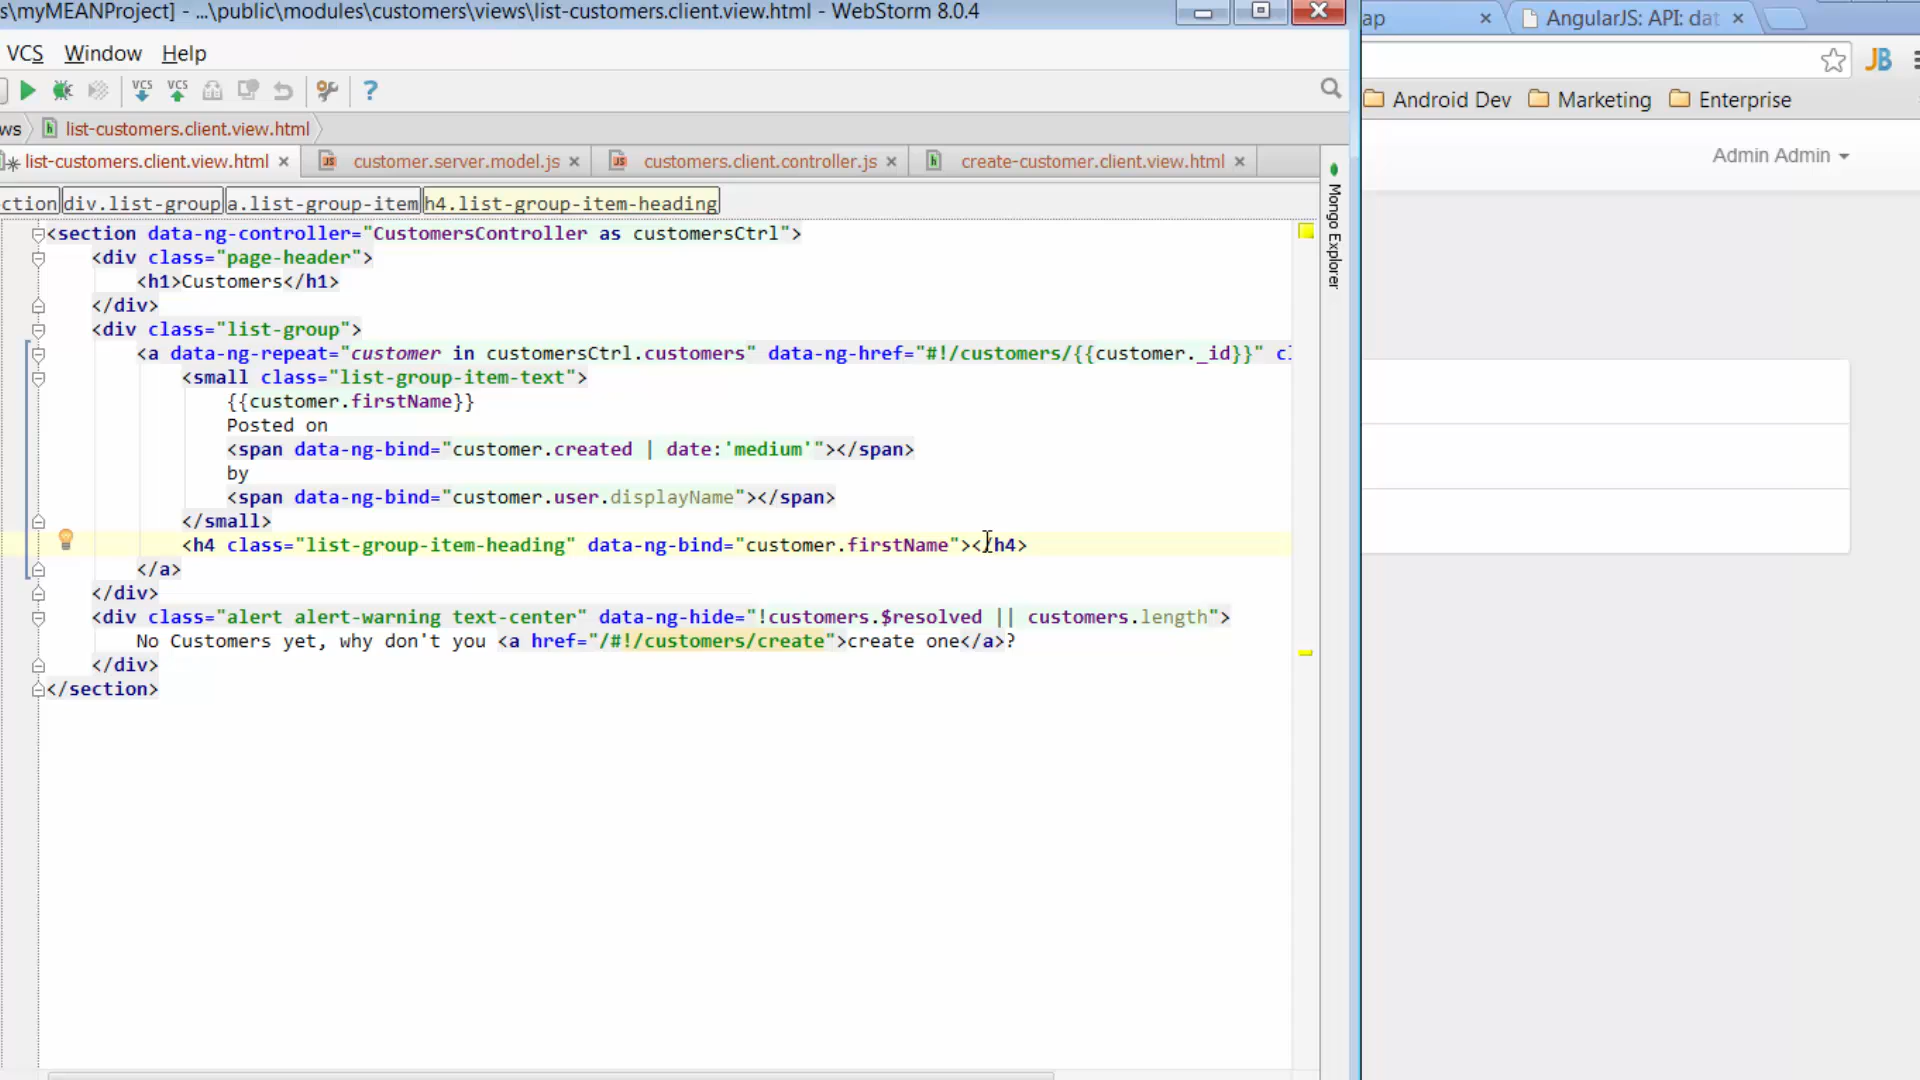 s\myMEANProject] - ...\public\modules\customers\views\list-customers.client.view.html - WebStorm 8.0.4
ap
AngularJS: API: dat
VCS Window Help
VCS VCS ?
JB
Android Dev Marketing Enterprise
ws list-customers.client.view.html
Admin Admin
list-customers.client.view.html
customer.server.model.js
customers.client.controller.js
create-customer.client.view.html
ction div.list-group a.list-group-item h4.list-group-item-heading
Mongo Explorer
<section data-ng-controller="CustomersController as customersCtrl">
<div class="page-header">
<h1>Customers</h1>
</div>
<div class="list-group">
<a data-ng-repeat="customer in customersCtrl.customers" data-ng-href="#!/customers/{{customer._id}}" cl
<small class="list-group-item-text">
{{customer.firstName}}
Posted on
<span data-ng-bind="customer.created | date:'medium'"></span>
by
<span data-ng-bind="customer.user.displayName"></span>
</small>
<h4 class="list-group-item-heading" data-ng-bind="customer.firstName"></h4>
</a>
</div>
<div class="alert alert-warning text-center" data-ng-hide="!customers.$resolved || customers.length">
No Customers yet, why don't you <a href="/#!/customers/create">create one</a>?
</div>
</section>